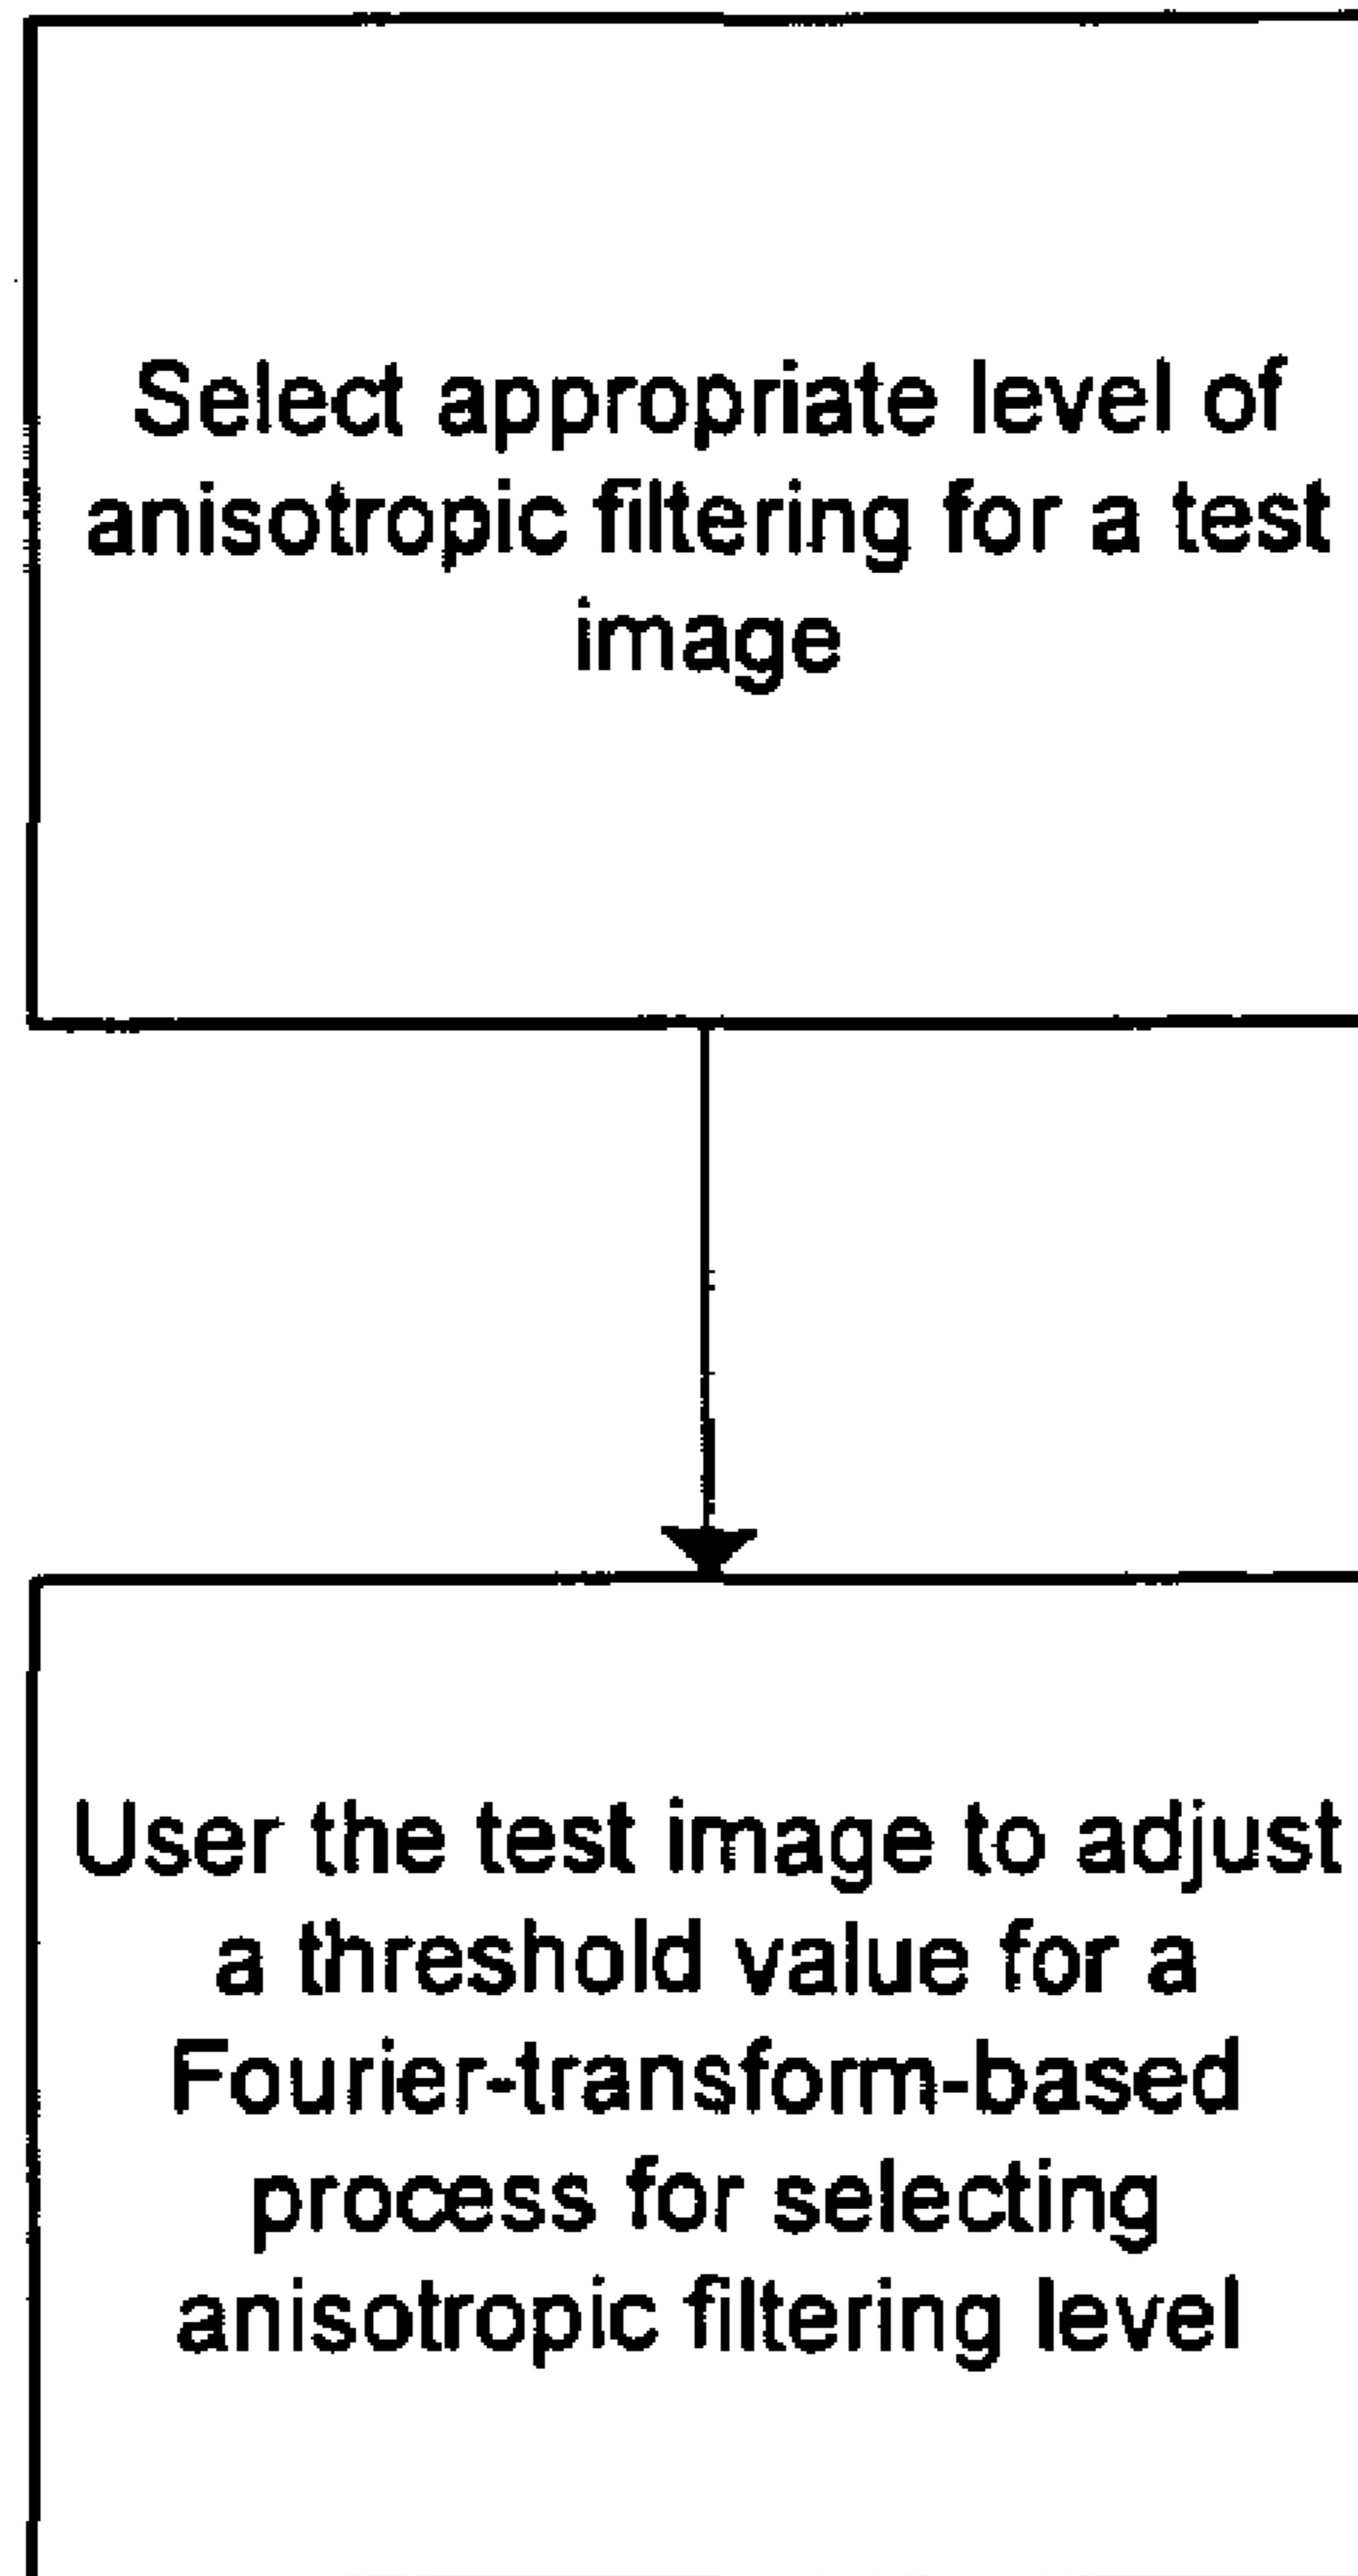 Select appropriate level of
anisotropic filtering for a test
image
User the test image to adjust
a threshold value for a
Fourier-transform-based
process for selecting
anisotropic filtering level